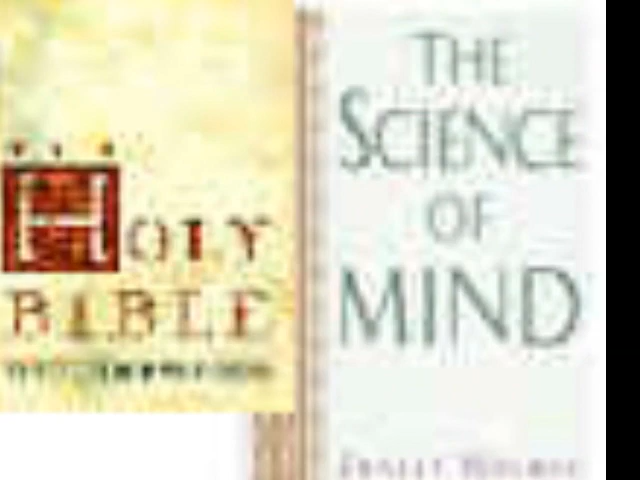 HOLY
BIBLE
THE
SCIENCE
OF
MIND